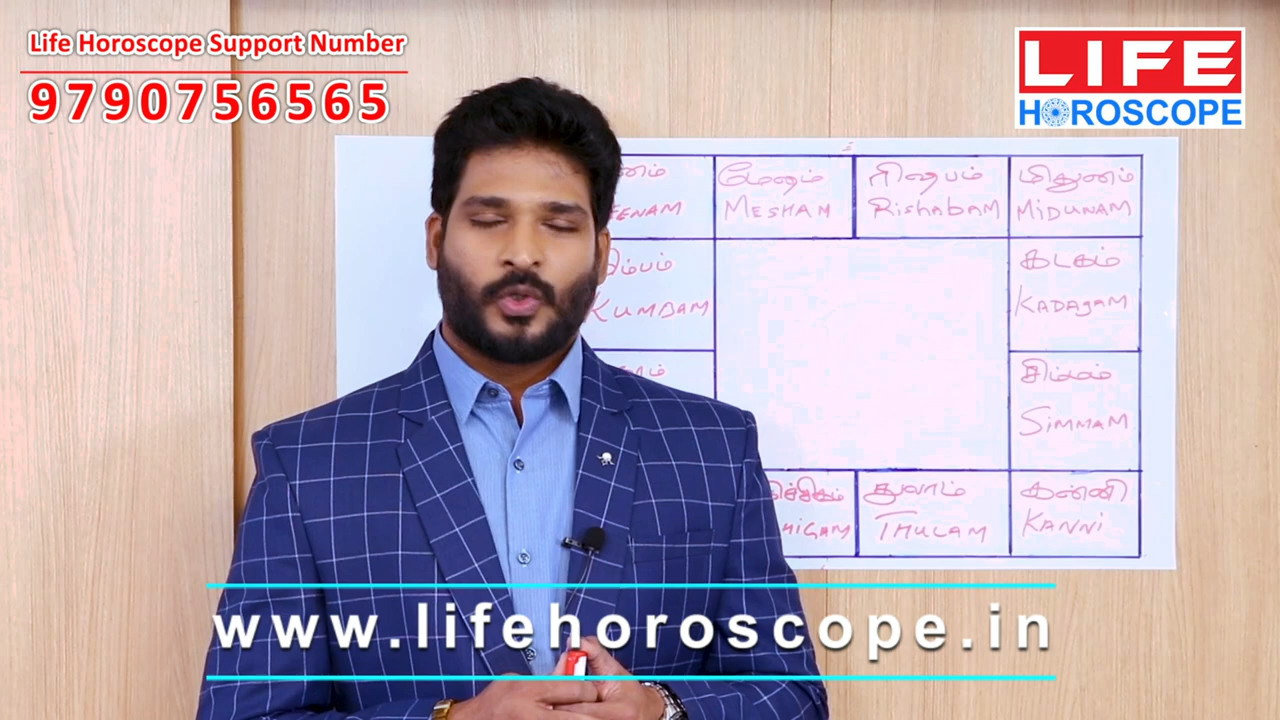 Life Horoscope Support Number
9790756565
LIFE
HOROSCOPE
மேஷம்
MESHAM
ரிஷபம்
RISHABAM
மிதுனம்
MIDUNAM
கடகம்
KADAGAM
KUMBAM
சிம்மம்
SIMMAM
துலாம்
THULAM
கன்னி
KANNI
www.lifehoroscope.in